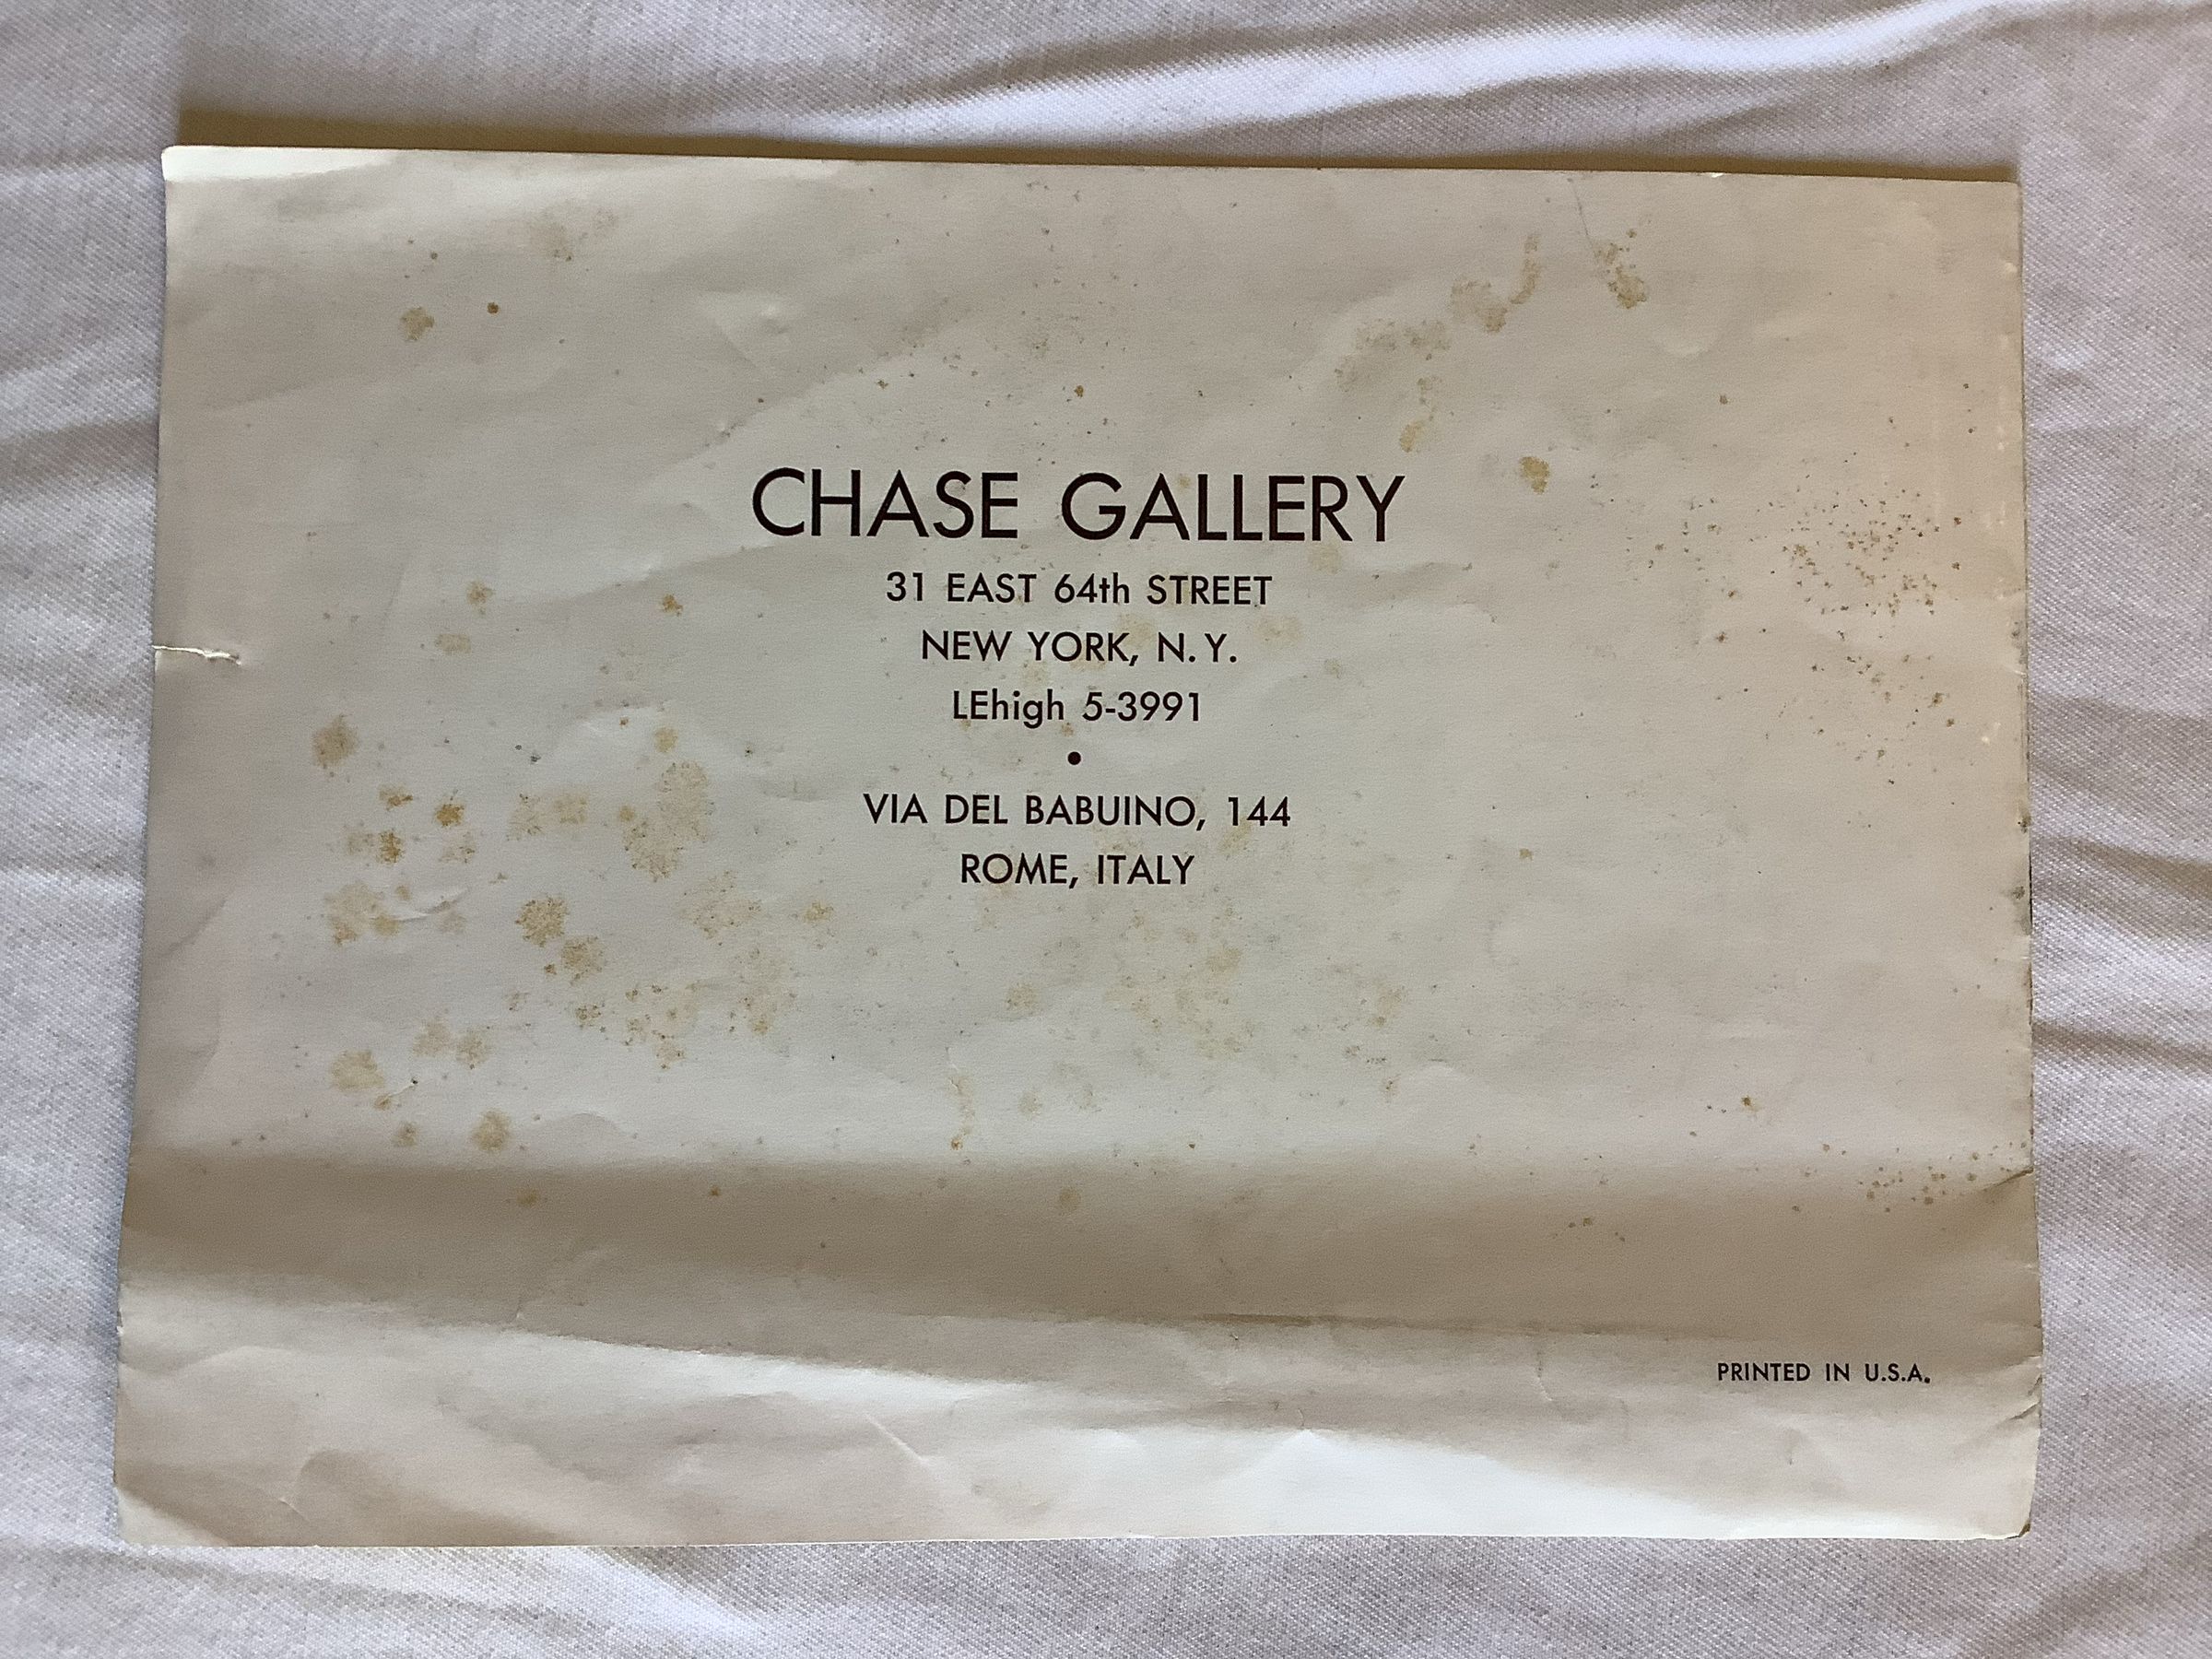 CHASE GALLERY
31 EAST 64th STREET
NEW YORK, N.Y.
LEhigh 5-3991
•
VIA DEL BABUINO, 144
ROME, ITALY
PRINTED IN U.S.A.